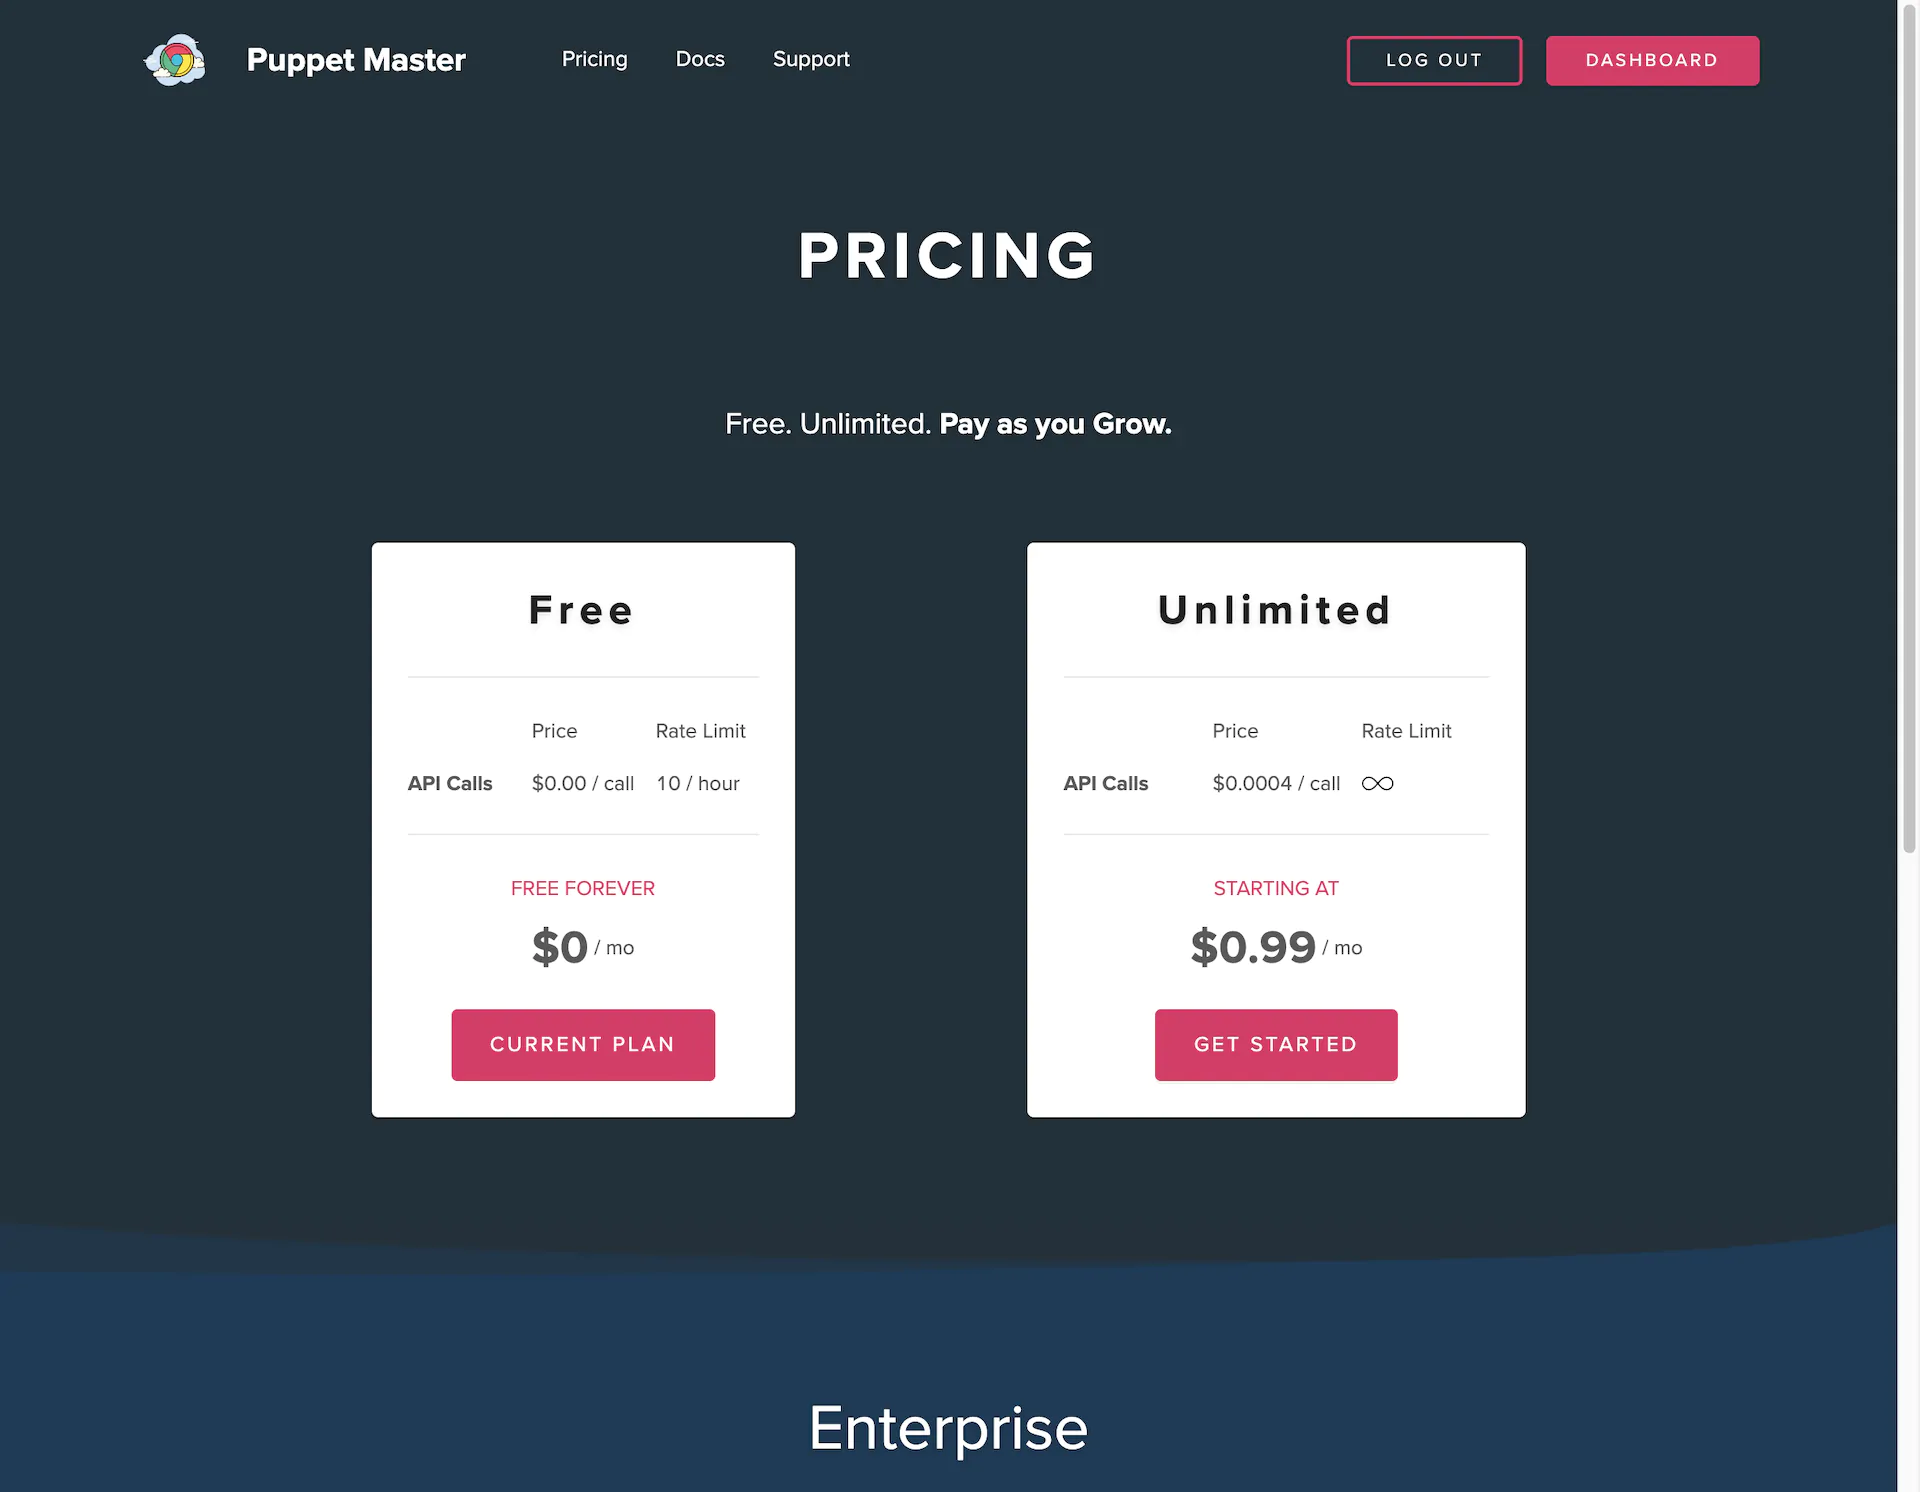 Puppet Master Pricing Docs Support LOG OUT DASHBOARD
PRICING
Free. Unlimited. Pay as you Grow.
Free
Price Rate Limit
API Calls $0.00 / call 10 / hour
FREE FOREVER
$0 / mo
CURRENT PLAN
Unlimited
Price Rate Limit
API Calls $0.0004 / call ∞
STARTING AT
$0.99 / mo
GET STARTED
Enterprise